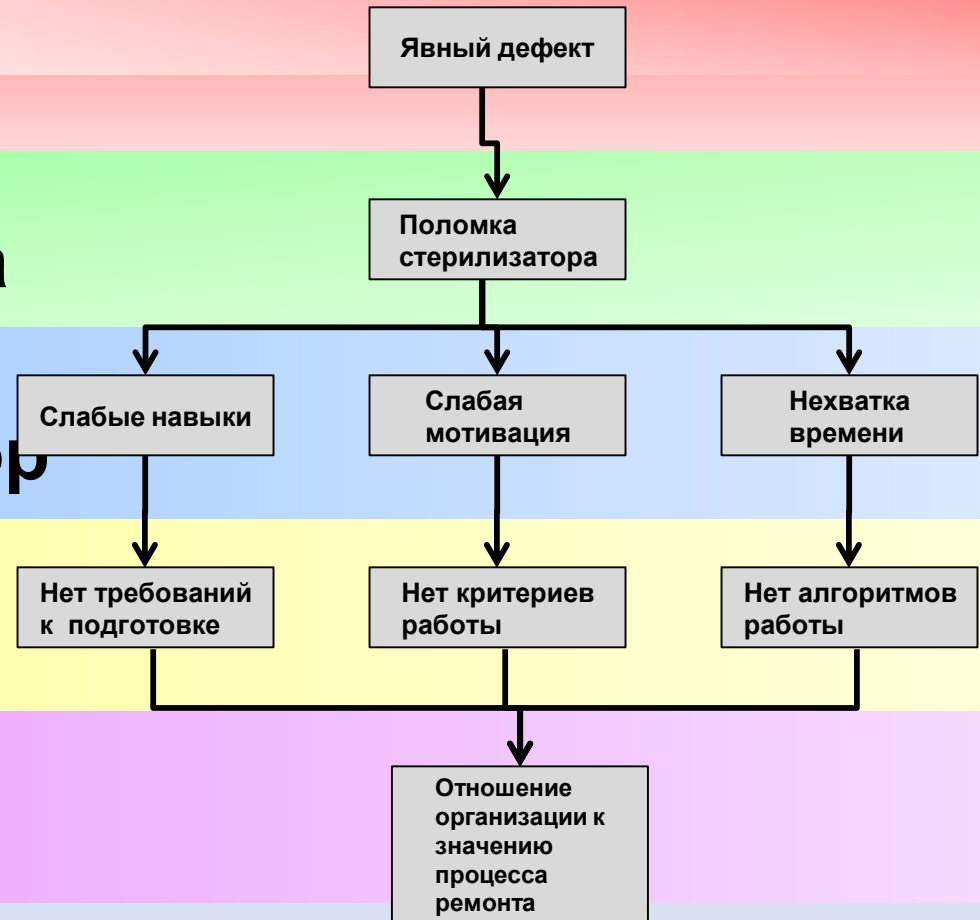 Явный дефект
Поломка
стерилизатора
а
Слабые навыки
Слабая
мотивация
Нехватка
времени
ор
Нет требований
к подготовке
Нет критериев
работы
Нет алгоритмов
работы
Отношение
организации к
значению
процесса
ремонта